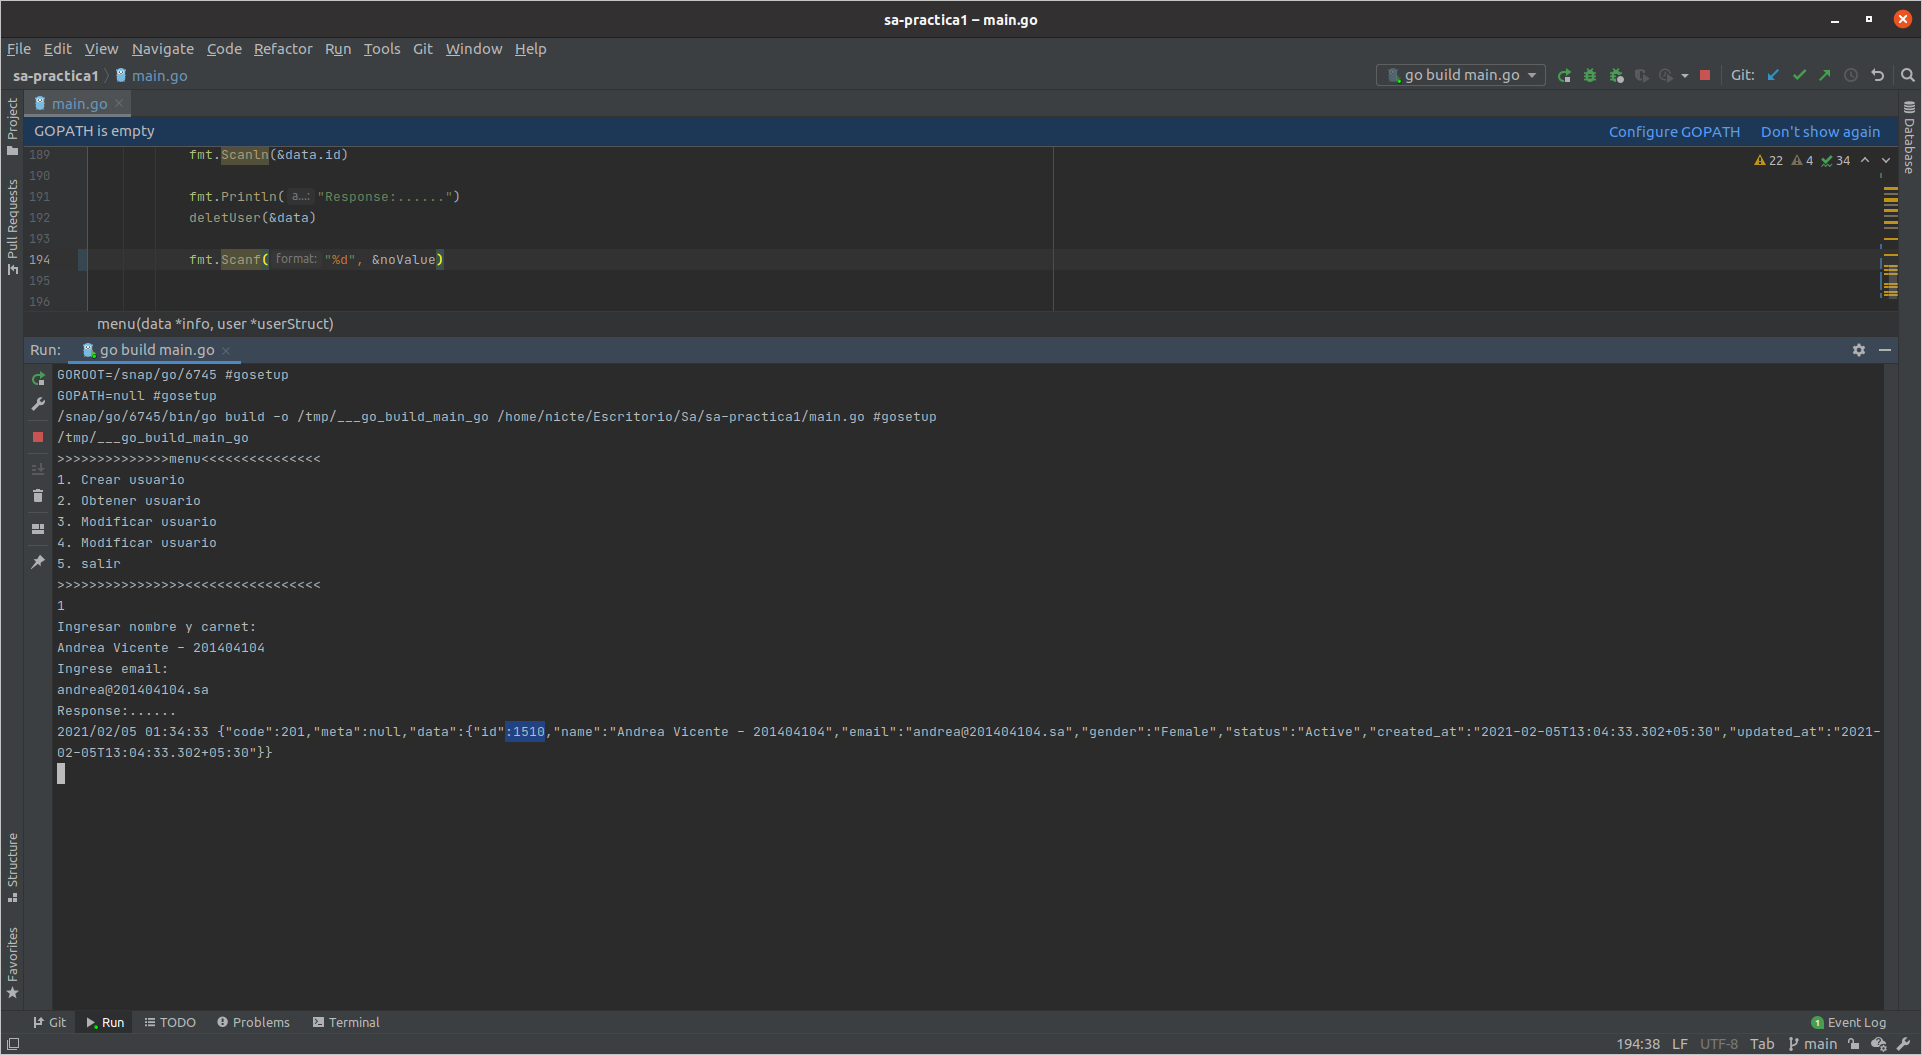 sa-practica1 – main.go
File Edit View Navigate Code Refactor Run Tools Git Window Help
sa-practica1 main.go
go build main.go
Git:
main.go
GOPATH is empty
Configure GOPATH Don't show again
Project
Pull Requests
Structure
Favorites
Database
22 4 34
189 fmt.Scanln(&data.id)
190
191 fmt.Println( a...: "Response:......")
192 deletUser(&data)
193
194 fmt.Scanf( format: "%d", &noValue)
195
196
menu(data *info, user *userStruct)
Run: go build main.go
GOROOT=/snap/go/6745 #gosetup
GOPATH=null #gosetup
/snap/go/6745/bin/go build -o /tmp/___go_build_main_go /home/nicte/Escritorio/Sa/sa-practica1/main.go #gosetup
/tmp/___go_build_main_go
>>>>>>>>>>>>>>menu<<<<<<<<<<<<<<<
1. Crear usuario
2. Obtener usuario
3. Modificar usuario
4. Modificar usuario
5. salir
>>>>>>>>>>>>>>>><<<<<<<<<<<<<<<<<
1
Ingresar nombre y carnet:
Andrea Vicente - 201404104
Ingrese email:
andrea@201404104.sa
Response:......
2021/02/05 01:34:33 {"code":201,"meta":null,"data":{"id":1510,"name":"Andrea Vicente - 201404104","email":"andrea@201404104.sa","gender":"Female","status":"Active","created_at":"2021-02-05T13:04:33.302+05:30","updated_at":"2021-
02-05T13:04:33.302+05:30"}}
Git Run TODO Problems Terminal
1 Event Log
194:38 LF UTF-8 Tab main